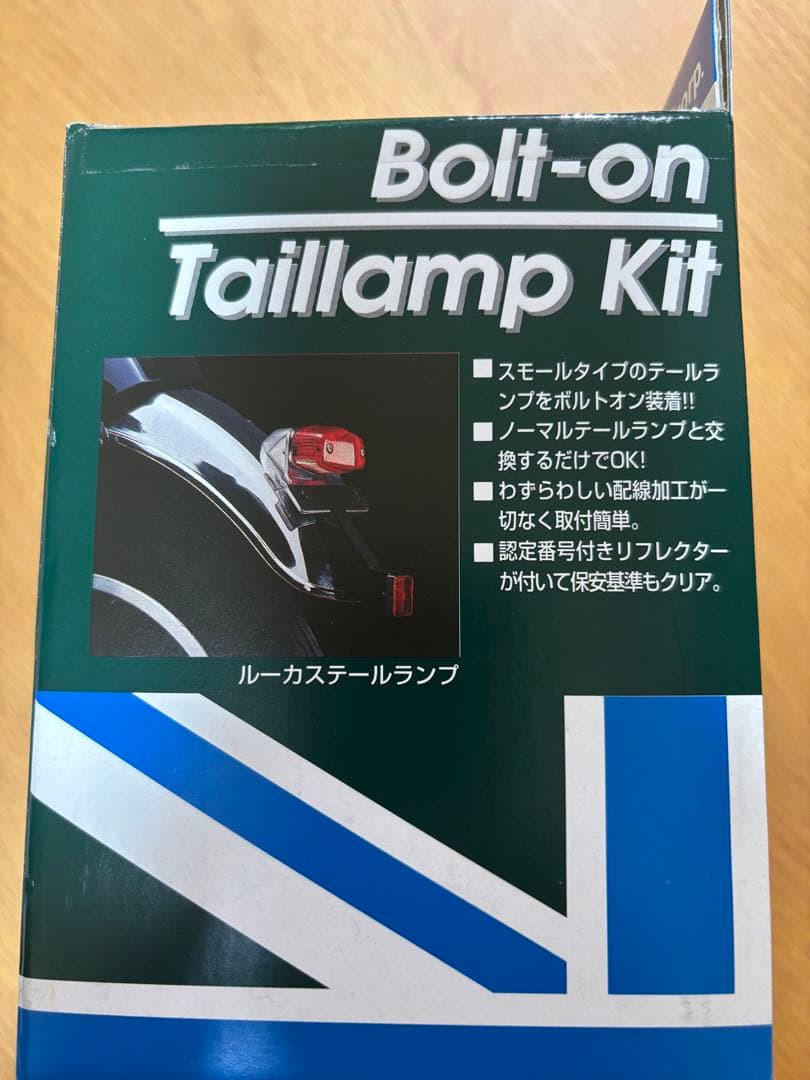 Bolt-on
Taillamp Kit
■スモールタイプのテールラ
ンプをボルトオン装着!!
■ノーマルテールランプと交
換するだけでOK!
■わずらわしい配線加工が一
切なく取付簡単。
■認定番号付きリフレクター
が付いて保安基準もクリア。
ルーカステールランプ